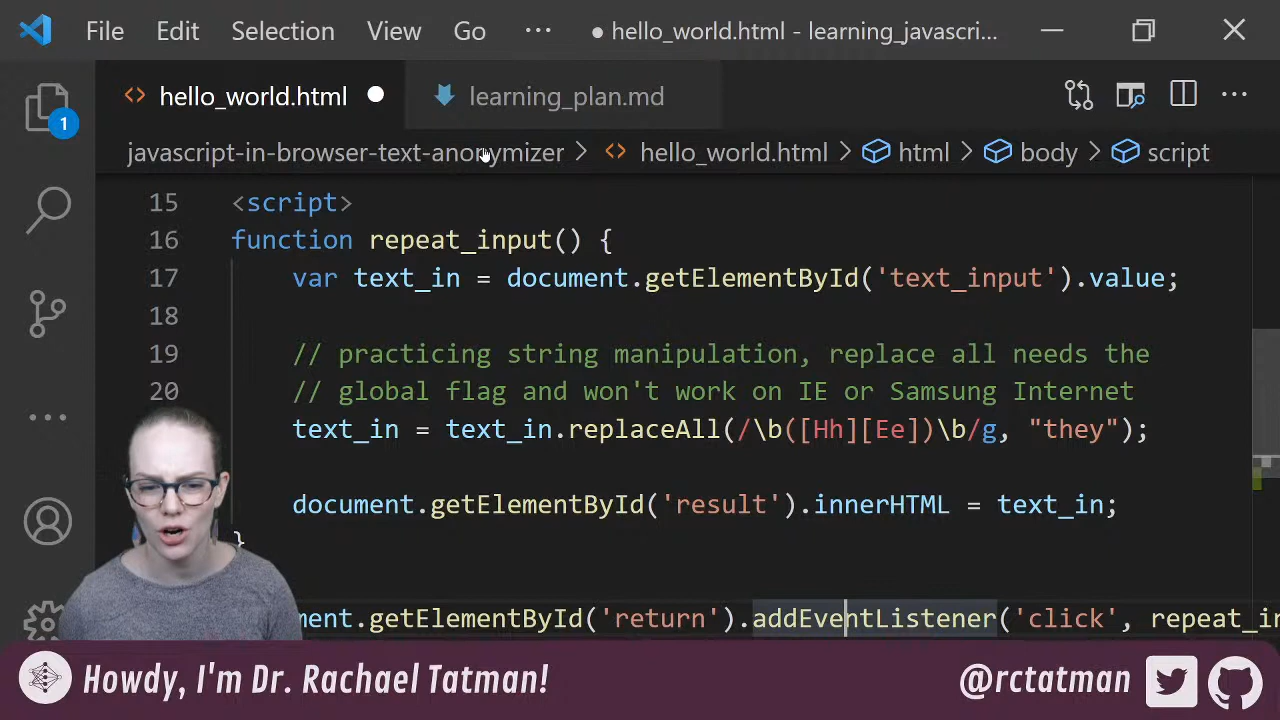 File Edit Selection View Go ··· ● hello_world.html - learning_javascri...
hello_world.html ● learning_plan.md
1
javascript-in-browser-text-anonymizer > hello_world.html > html > body > script
15 <script>
16 function repeat_input() {
17 var text_in = document.getElementById('text_input').value;
18
19 // practicing string manipulation, replace all needs the
20 // global flag and won't work on IE or Samsung Internet
text_in = text_in.replaceAll(/\b([Hh][Ee])\b/g, "they");
document.getElementById('result').innerHTML = text_in;
}
ment.getElementById('return').addEventListener('click', repeat_in
Howdy, I'm Dr. Rachael Tatman! @rctatman